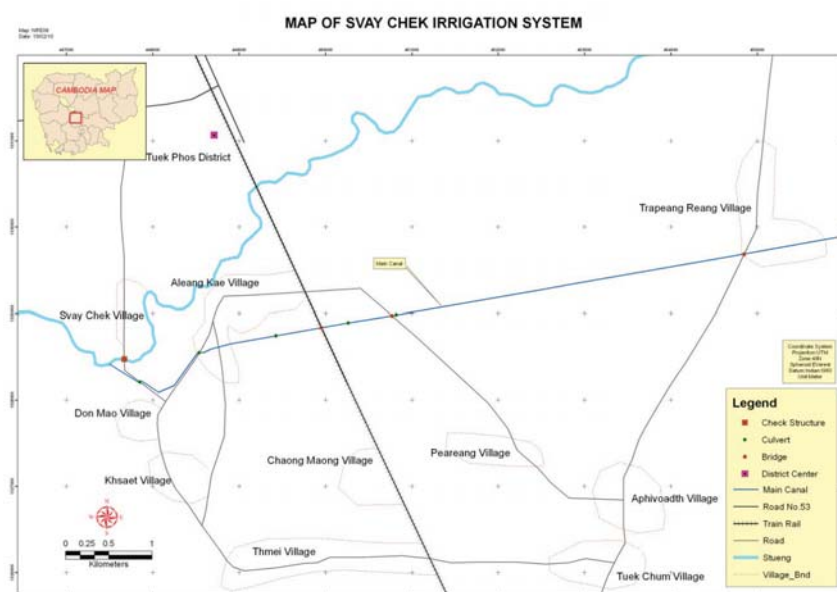 MAP OF SVAY CHEK IRRIGATION SYSTEM
CAMBODIA MAP
Tuek Phos District
Trapeang Reang Village
Main Canal
Aleang Kae Village
Svay Chek Village
Don Mao Village
Khsaet Village
Chaong Maong Village
Peareang Village
Aphivoadth Village
Thmei Village
Tuek Chum Village
0 0.25 0.5 1
Kilometers
Legend
Check Structure
Culvert
Bridge
District Center
Main Canal
Road No.53
Train Rail
Road
Stueng
Village_Bnd